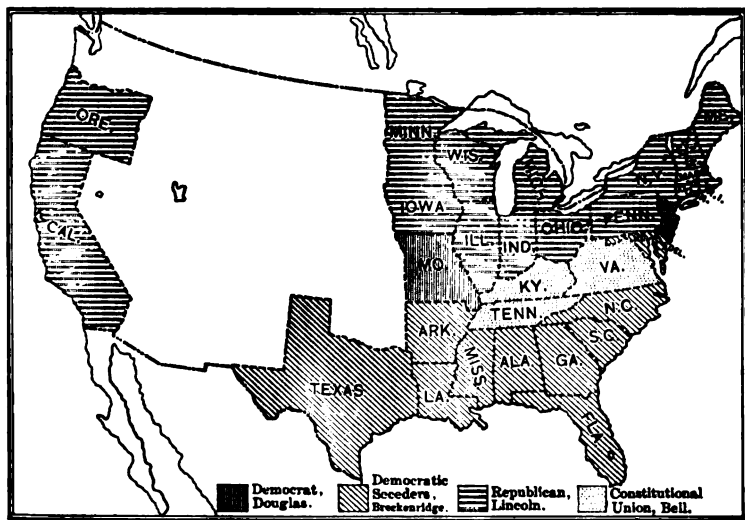 ORE.
CAL.
MINN.
WIS.
IOWA.
ILL.
IND.
OHIO.
MO.
KY.
TENN.
VA.
N.C.
S.C.
ARK.
MISS
ALA
GA.
LA.
TEXAS
FLA.
N.Y.
PENN.
ME.
Democrat,
Douglas.
Democratic
Seceders,
Breckenridge.
Republican,
Lincoln.
Constitutional
Union, Bell.